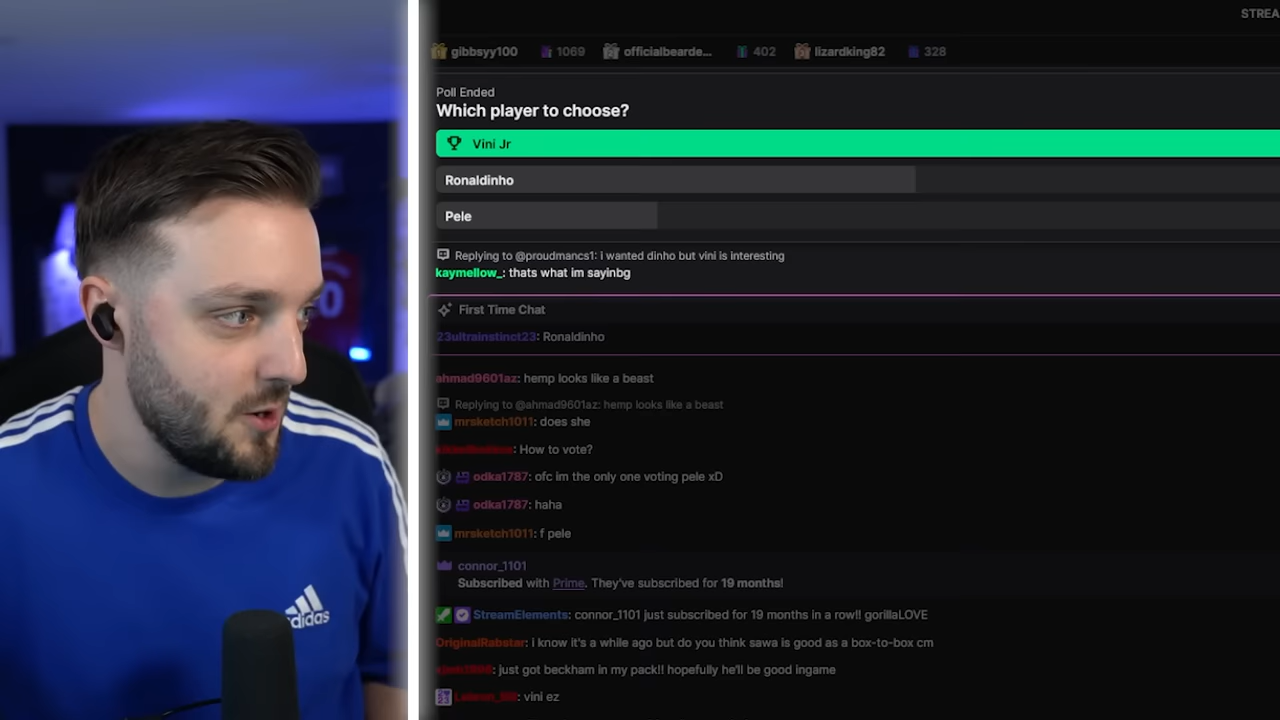 STREA
gibbsyy100 1069 officialbearde... 402 lizardking82 328
Poll Ended
Which player to choose?
Vini Jr
Ronaldinho
Pele
Replying to @proudmancs1: i wanted dinho but vini is interesting
kaymellow_: thats what im sayinbg
First Time Chat
23ultrainstinct23: Ronaldinho
ahmad9601az: hemp looks like a beast
Replying to @ahmad9601az: hemp looks like a beast
mrsketch1011: does she
: How to vote?
odka1787: ofc im the only one voting pele xD
odka1787: haha
mrsketch1011: f pele
connor_1101
Subscribed with Prime. They've subscribed for 19 months!
StreamElements: connor_1101 just subscribed for 19 months in a row!! gorillaLOVE
OriginalRabstar: i know it's a while ago but do you think sawa is good as a box-to-box cm
: just got beckham in my pack!! hopefully he'll be good ingame
: vini ez
adidas